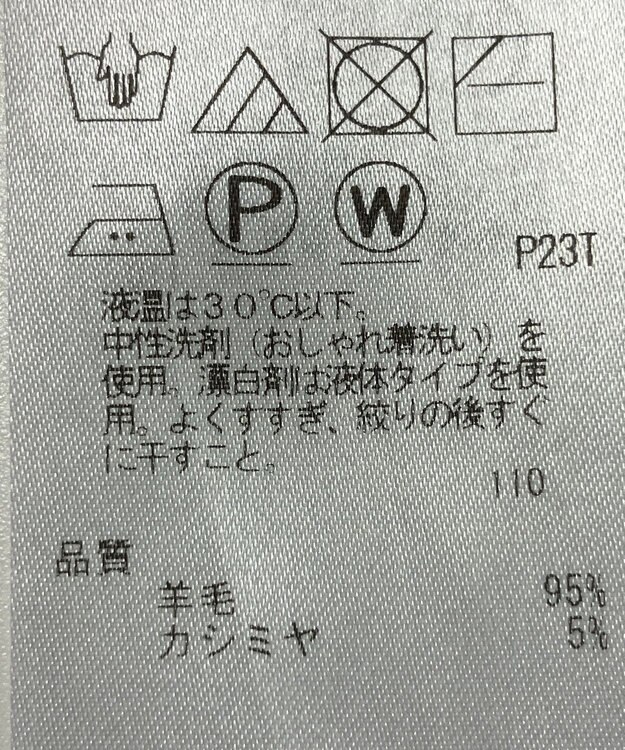 P
W
P23T
液温は30℃以下。
中性洗剤（おしゃれ着洗い）を
使用。漂白剤は液体タイプを使
用。よくすすぎ、絞りの後すぐ
に干すこと。
110
品質
羊毛 95%
カシミヤ 5%